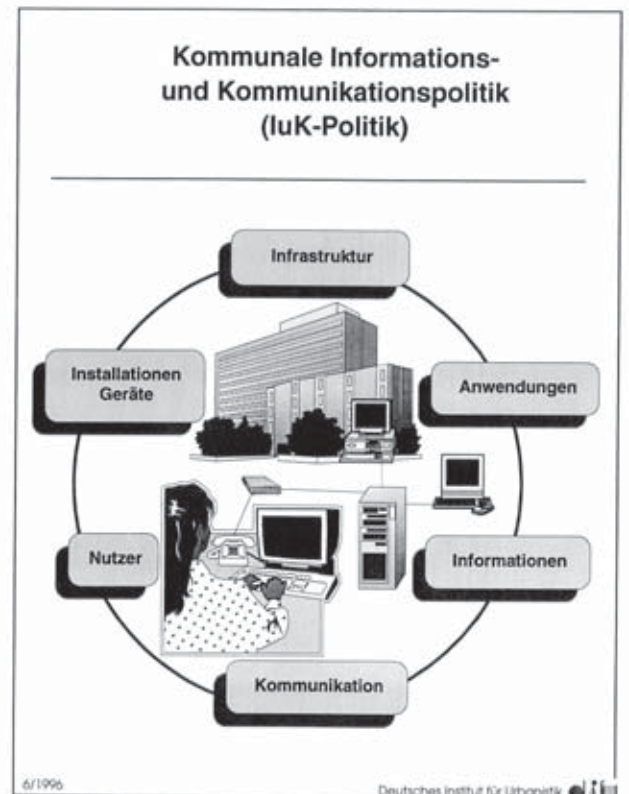 Kommunale Informations-
und Kommunikationspolitik
(IuK-Politik)
Infrastruktur
Installationen
Geräte
Anwendungen
Nutzer
Informationen
Kommunikation
6/1996
Deutsches Institut für Urbanistik difu